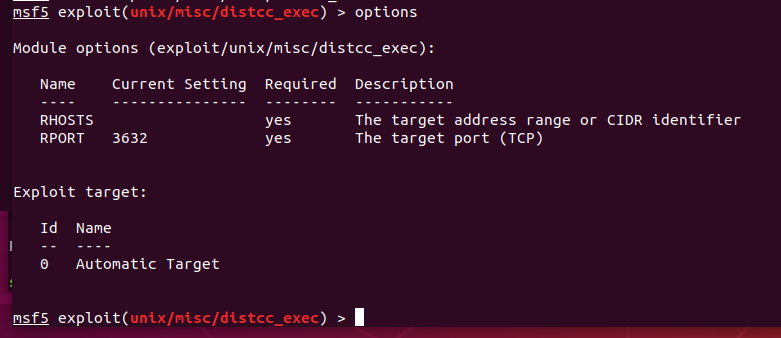 msf5 exploit(unix/misc/distcc_exec) > options
Module options (exploit/unix/misc/distcc_exec):
Name Current Setting Required Description
---- --------------- -------- -----------
RHOSTS yes The target address range or CIDR identifier
RPORT 3632 yes The target port (TCP)
Exploit target:
Id Name
-- ----
0 Automatic Target
msf5 exploit(unix/misc/distcc_exec) >